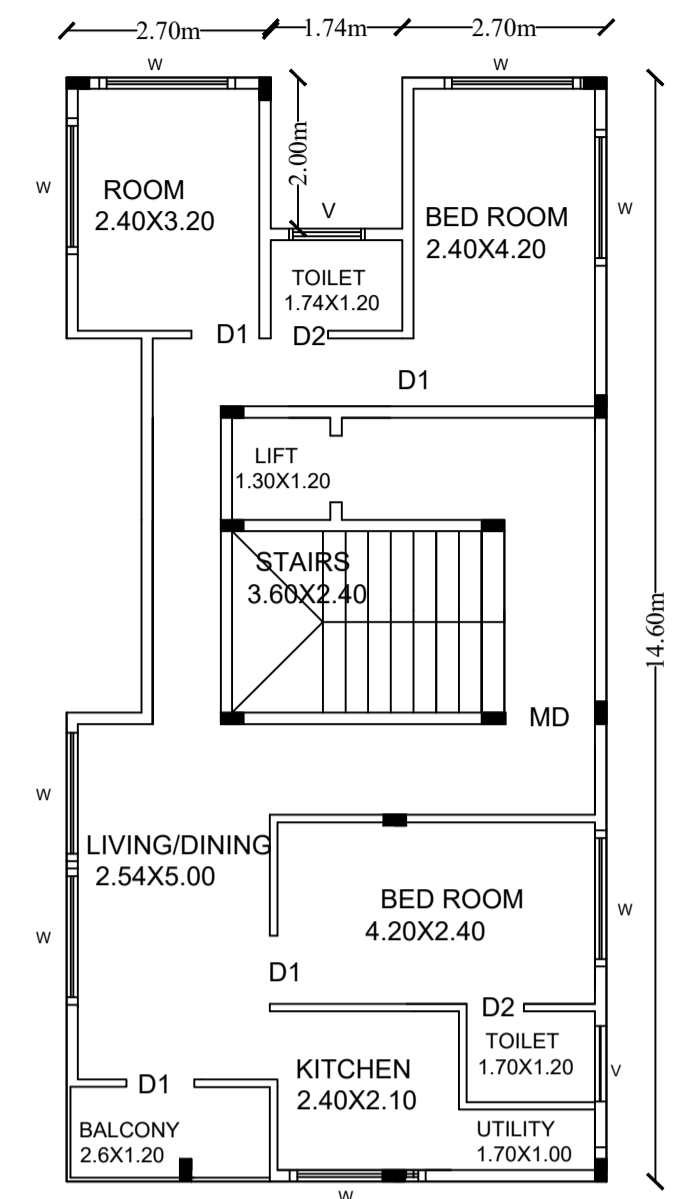 2.70m
1.74m
2.70m
W
W
2.00m
W
ROOM
2.40X3.20
V
BED ROOM
2.40X4.20
W
TOILET
1.74X1.20
D1
D2
D1
LIFT
1.30X1.20
STAIRS
3.60X2.40
14.60m
MD
W
LIVING/DINING
2.54X5.00
BED ROOM
4.20X2.40
W
W
D1
D2
TOILET
1.70X1.20
V
KITCHEN
2.40X2.10
D1
BALCONY
2.6X1.20
UTILITY
1.70X1.00
W